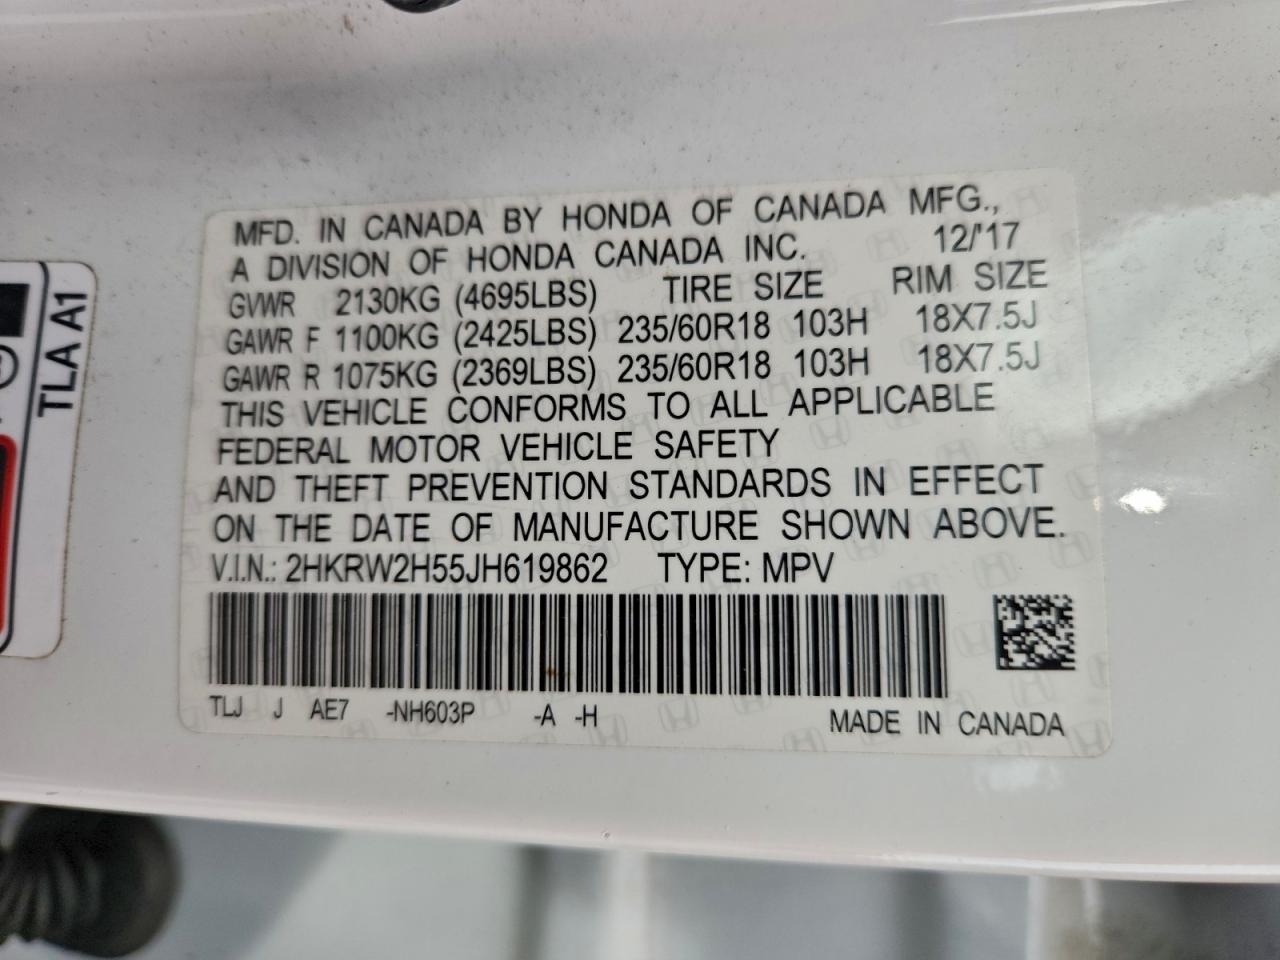 MFD. IN CANADA BY HONDA OF CANADA MFG.,
A DIVISION OF HONDA CANADA INC. 12/'17
GVWR 2130KG (4695LBS) TIRE SIZE RIM SIZE
GAWR F 1100KG (2425LBS) 235/60R18 103H 18X7.5J
GAWR R 1075KG (2369LBS) 235/60R18 103H 18X7.5J
THIS VEHICLE CONFORMS TO ALL APPLICABLE
FEDERAL MOTOR VEHICLE SAFETY
AND THEFT PREVENTION STANDARDS IN EFFECT
ON THE DATE OF MANUFACTURE SHOWN ABOVE.
V.I.N.: 2HKRW2H55JH619862 TYPE: MPV
TLJ J AE7 -NH603P -A -H MADE IN CANADA
TLA A1